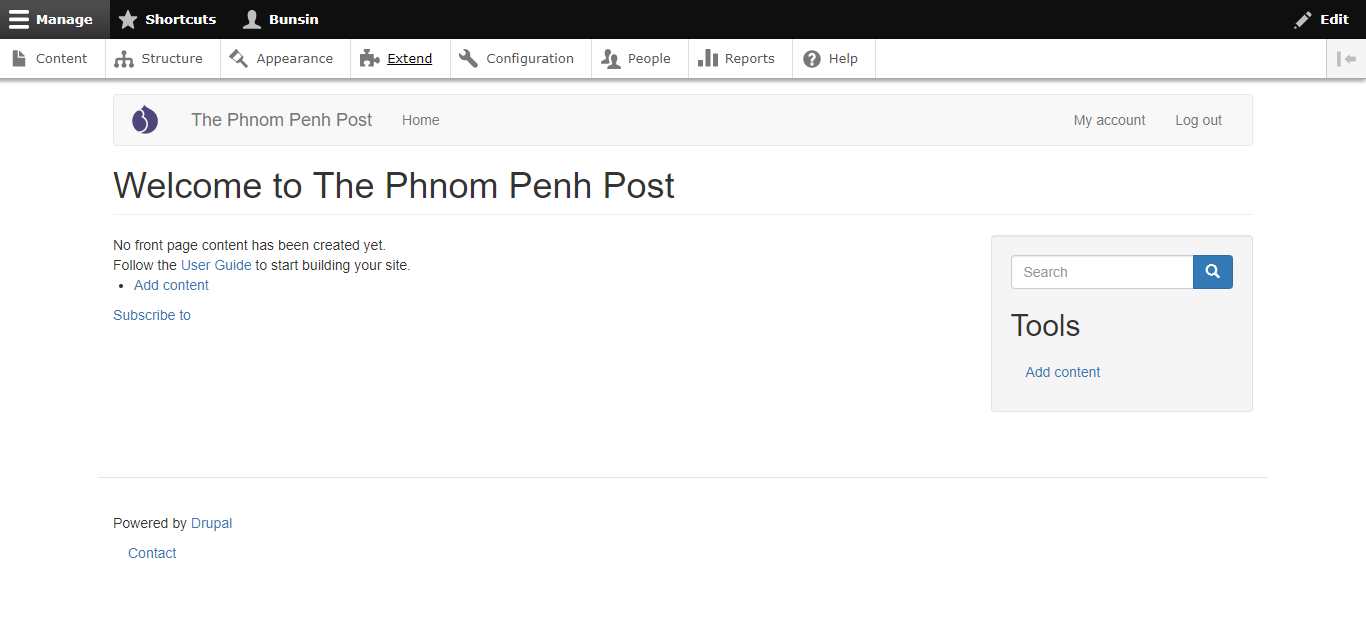 Manage Shortcuts Bunsin Edit
Content Structure Appearance Extend Configuration People Reports Help
The Phnom Penh Post Home My account Log out
Welcome to The Phnom Penh Post
No front page content has been created yet.
Follow the User Guide to start building your site.
Add content
Subscribe to
Search
Tools
Add content
Powered by Drupal
Contact